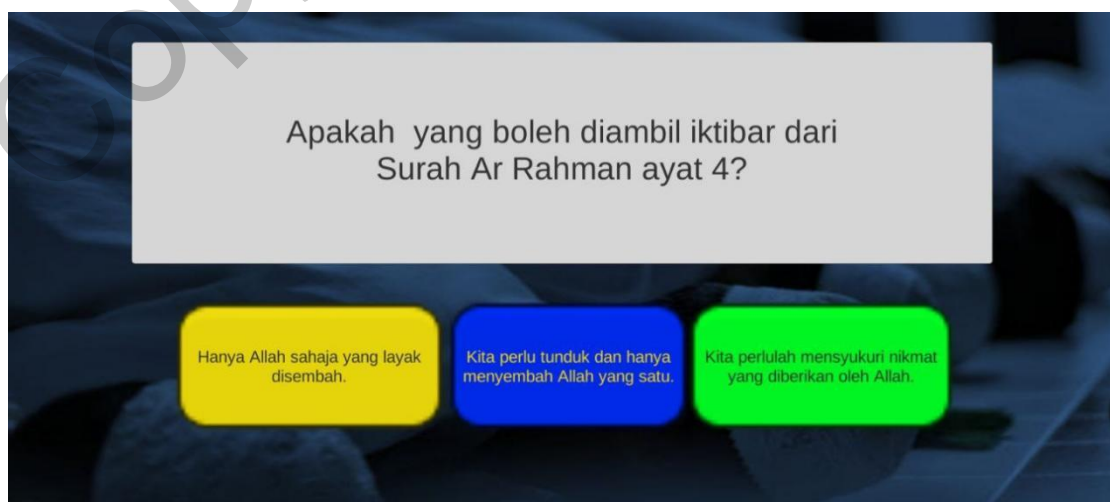 Apakah  yang boleh diambil iktibar dari
Surah Ar Rahman ayat 4?
Hanya Allah sahaja yang layak
disembah.
Kita perlu tunduk dan hanya
menyembah Allah yang satu.
Kita perlulah mensyukuri nikmat
yang diberikan oleh Allah.